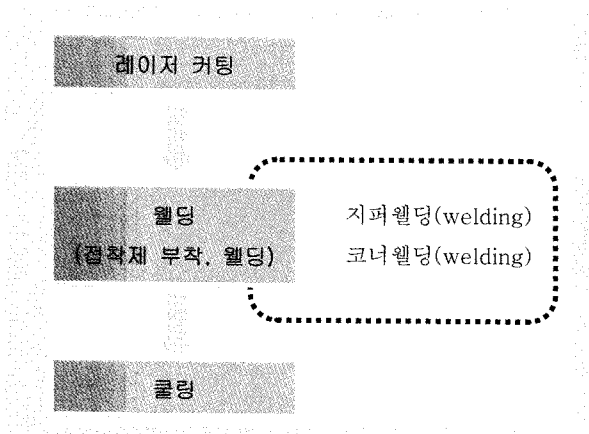 레이저 커팅
웰딩
(접착제 부착, 웰딩)
지퍼웰딩(welding)
코너웰딩(welding)
쿨링